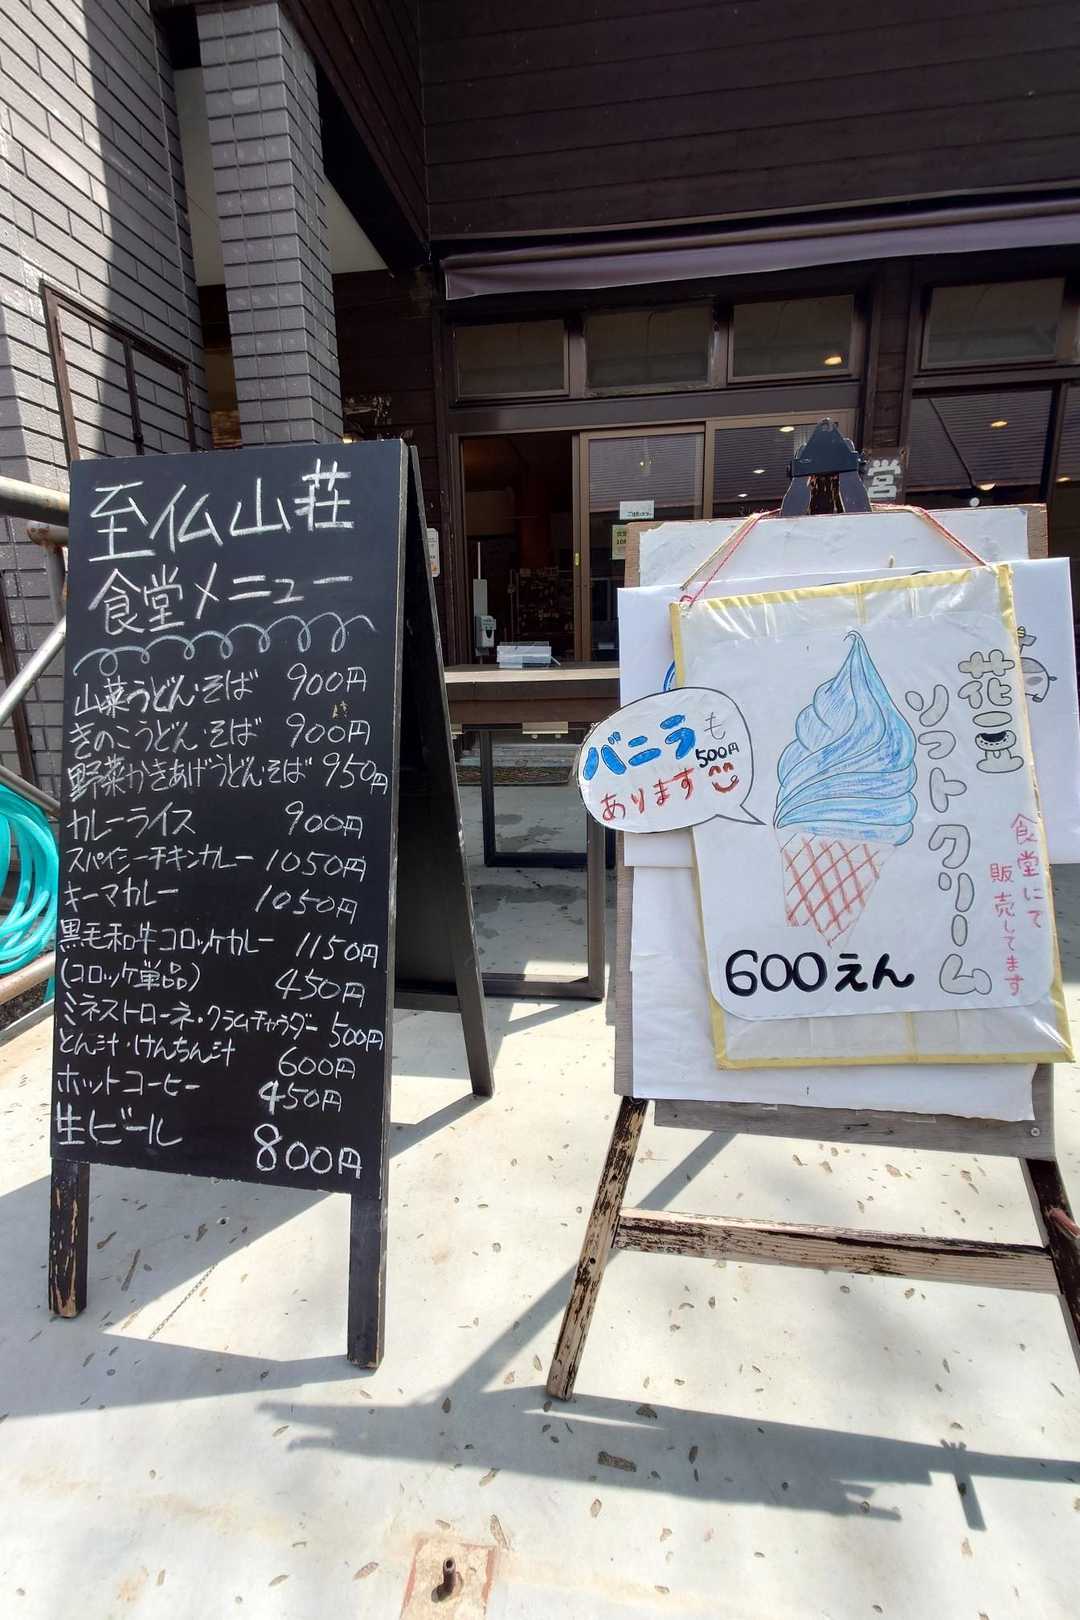 至仏山荘
食堂メニュー
山菜うどん・そば 900円
きのこうどん・そば 900円
野菜かきあげうどん・そば 950円
カレーライス 900円
スパイシーチキンカレー 1050円
キーマカレー 1050円
黒毛和牛コロッケカレー 1150円
(コロッケ単品) 450円
ミネストローネ・クラムチャウダー 500円
とん汁・けんちん汁 600円
ホットコーヒー 450円
生ビール 800円
営
花豆
ソフトクリーム
食堂にて
販売してます
バニラも
500円
あります
600えん